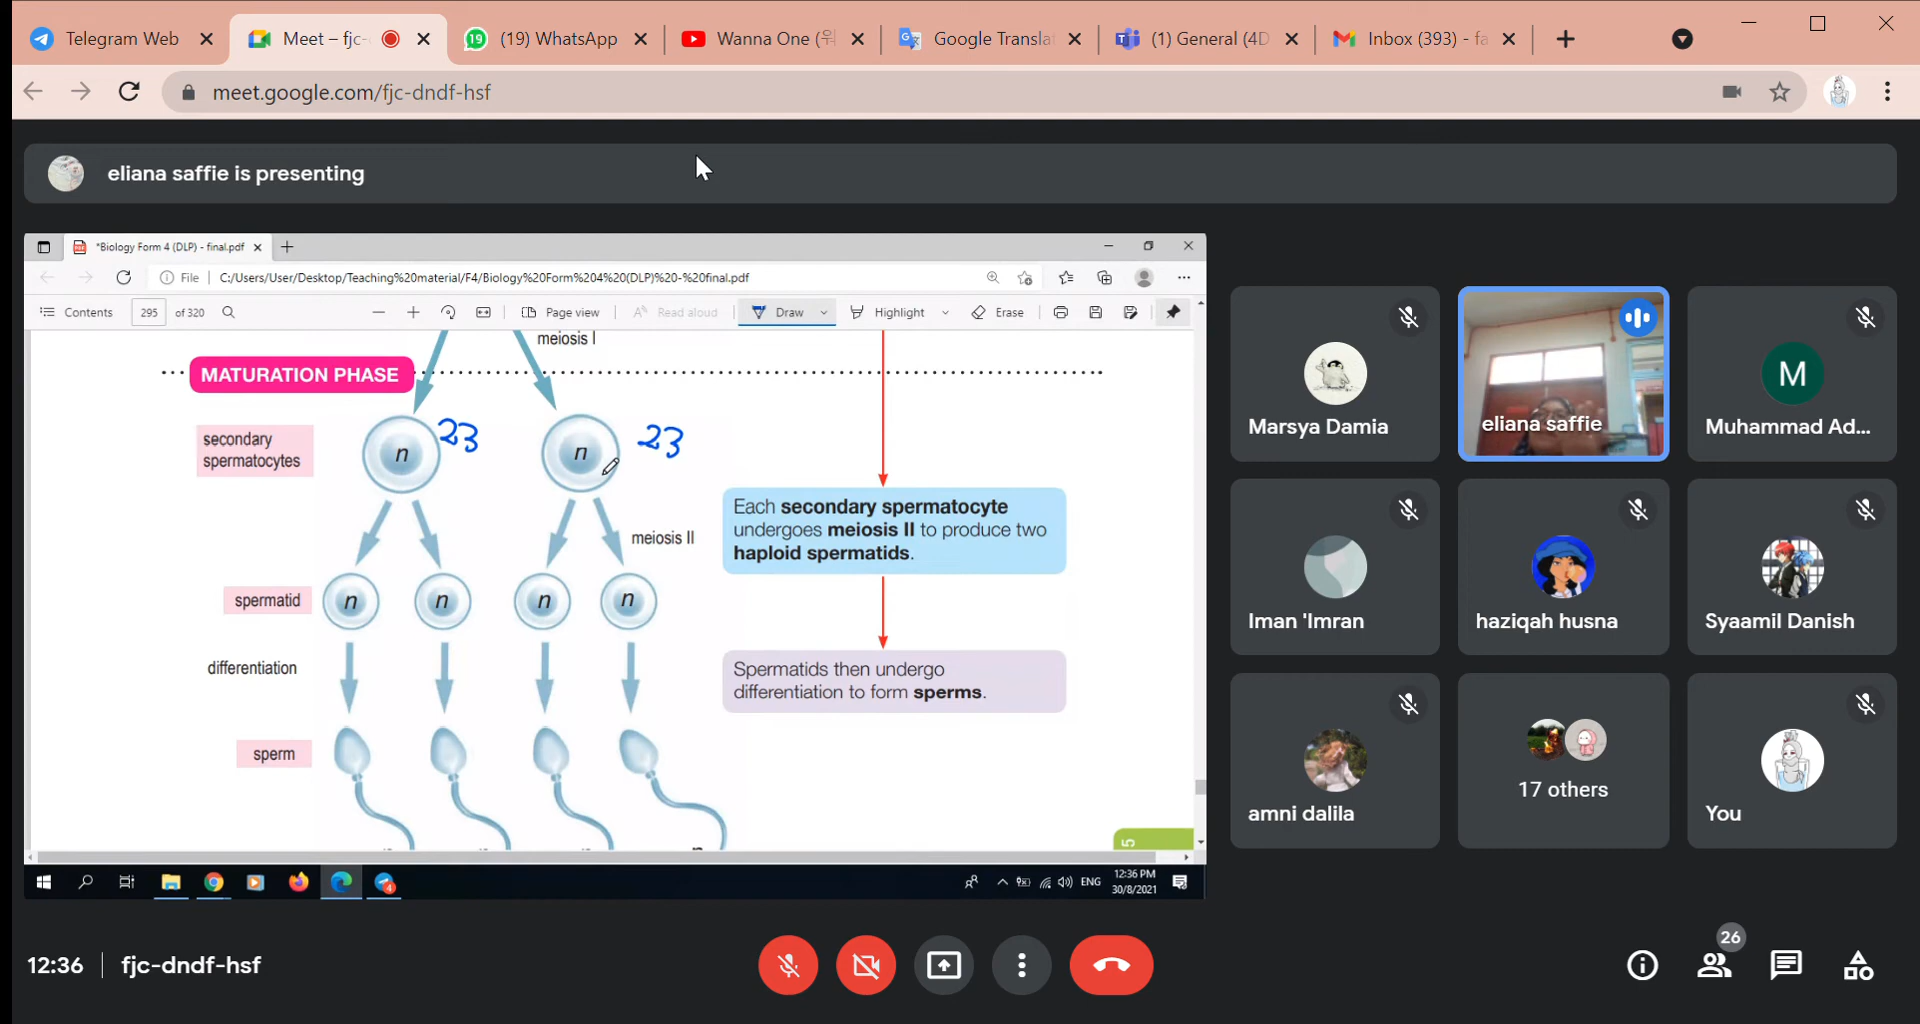 Telegram Web
Meet – fjc-
(19) WhatsApp
Wanna One (워
Google Translat
(1) General (4D
Inbox (393) - fa
meet.google.com/fjc-dndf-hsf
eliana saffie is presenting
*Biology Form 4 (DLP) - final.pdf
File
C:/Users/User/Desktop/Teaching%20material/F4/Biology%20Form%204%20(DLP)%20-%20final.pdf
Contents
295
of 320
Page view
Read aloud
Draw
Highlight
Erase
meiosis I
MATURATION PHASE
secondary
spermatocytes
n
23
n
23
Each secondary spermatocyte
undergoes meiosis II to produce two
haploid spermatids.
meiosis II
spermatid
n
n
n
n
differentiation
Spermatids then undergo
differentiation to form sperms.
sperm
5
ENG
12:36 PM
30/8/2021
Marsya Damia
eliana saffie
M
Muhammad Ad...
Iman 'Imran
haziqah husna
Syaamil Danish
amni dalila
17 others
You
12:36
fjc-dndf-hsf
26